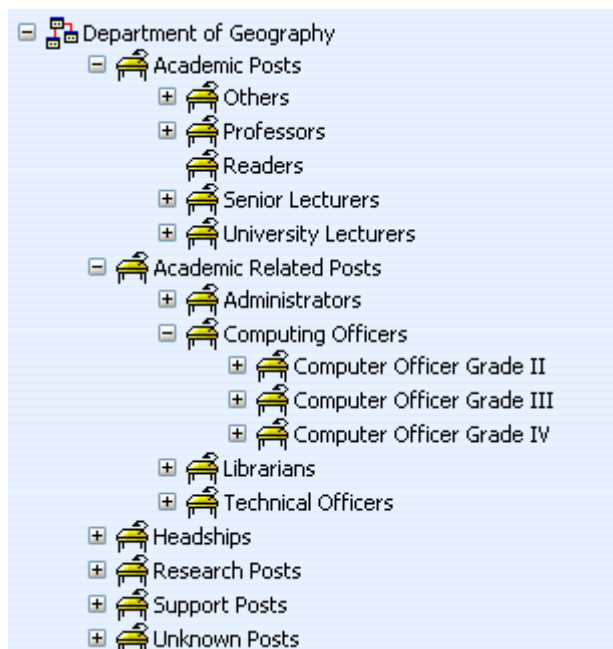 Department of Geography
Academic Posts
Others
Professors
Readers
Senior Lecturers
University Lecturers
Academic Related Posts
Administrators
Computing Officers
Computer Officer Grade II
Computer Officer Grade III
Computer Officer Grade IV
Librarians
Technical Officers
Headships
Research Posts
Support Posts
Unknown Posts